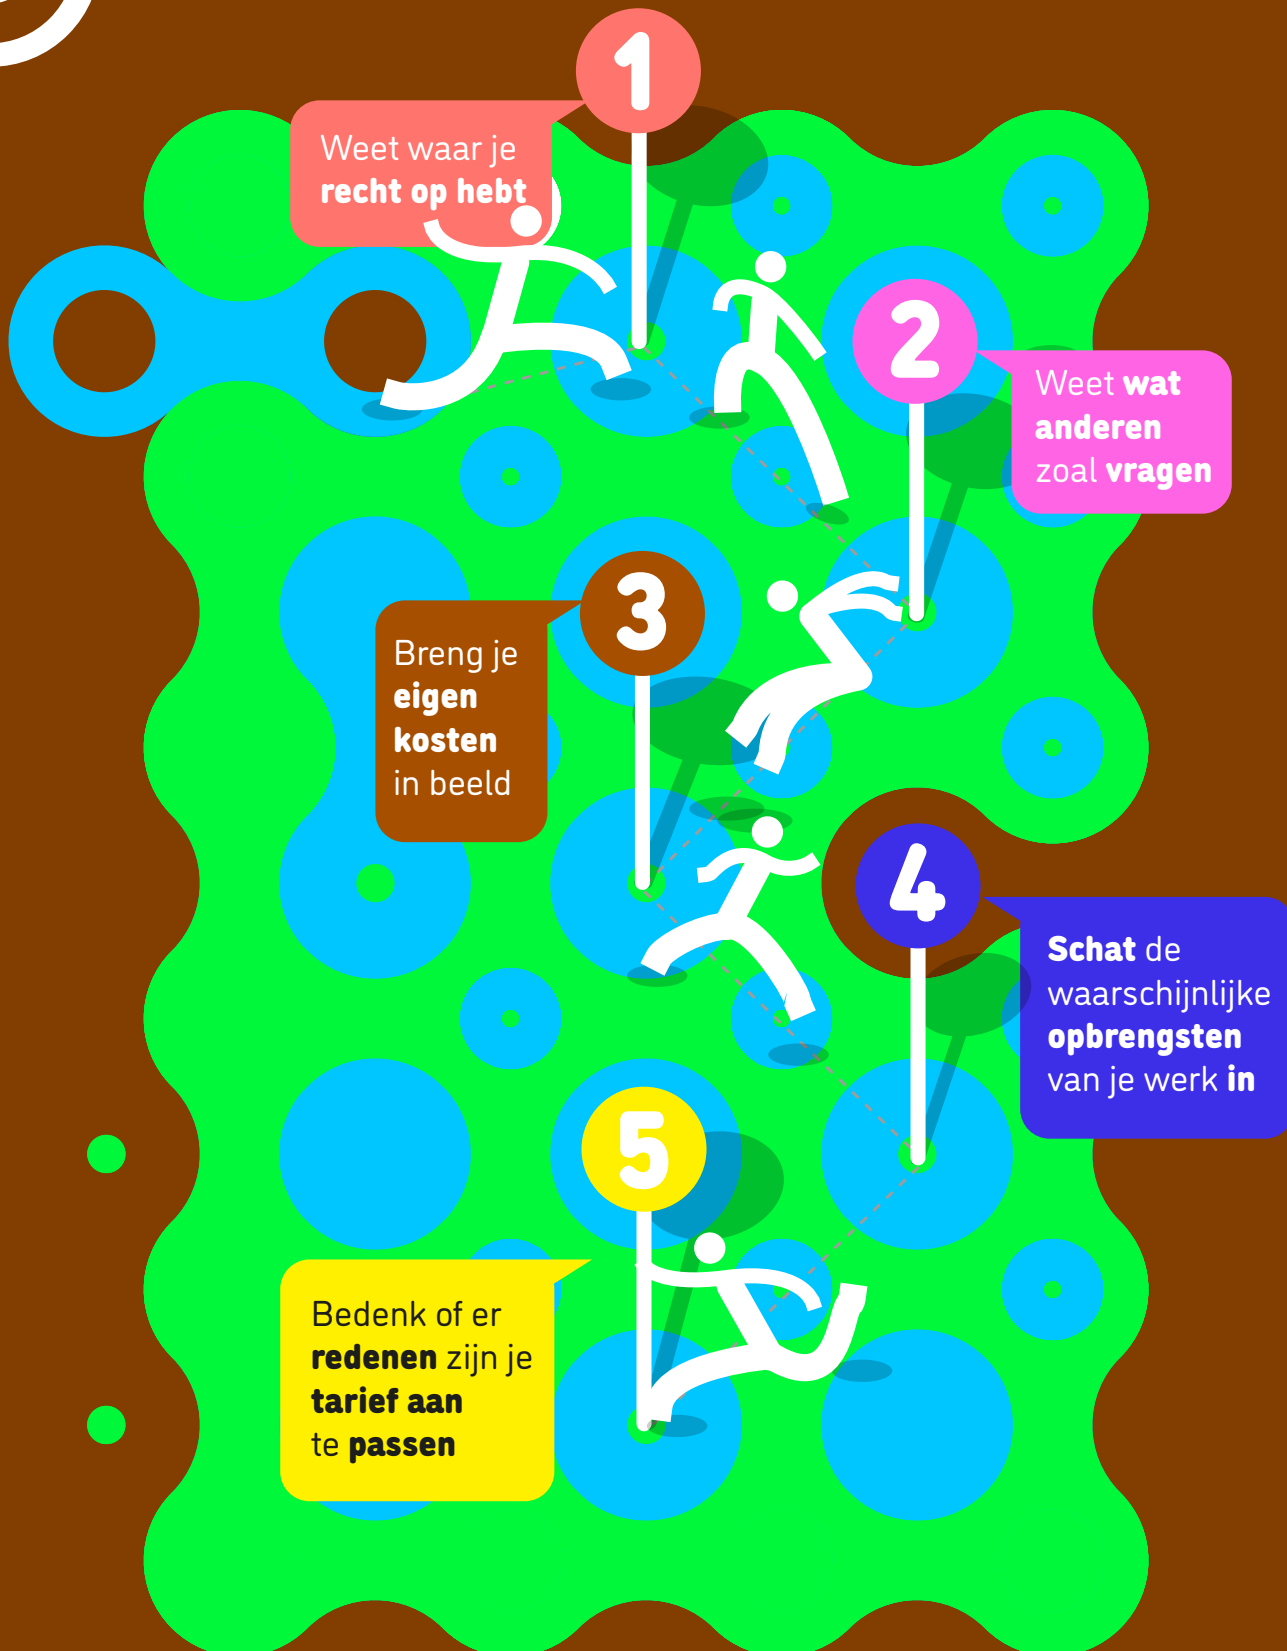 1
Weet waar je
recht op hebt
2
Weet wat
anderen
zoal vragen
3
Breng je
eigen
kosten
in beeld
4
Schat de
waarschijnlijke
opbrengsten
van je werk in
5
Bedenk of er
redenen zijn je
tarief aan
te passen